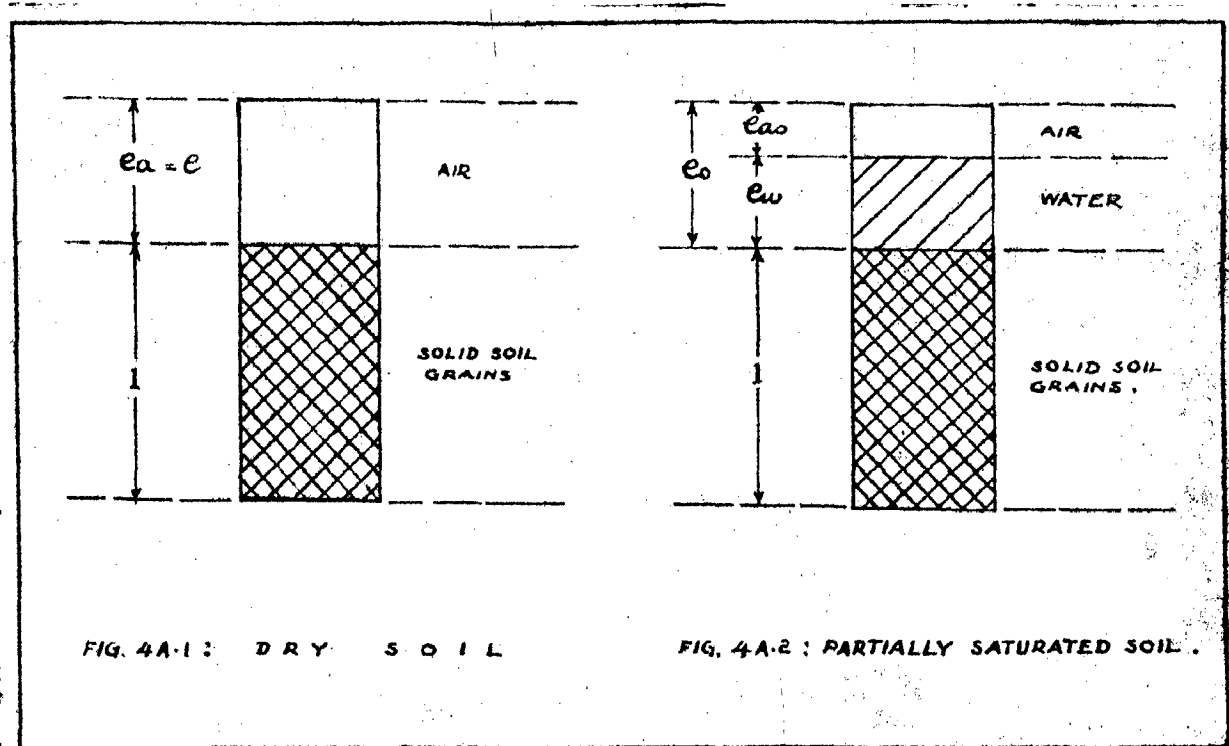 ea = e
AIR
1
SOLID SOIL
GRAINS
FIG. 4A·1: DRY SOIL
eo
eao
ew
AIR
WATER
1
SOLID SOIL
GRAINS.
FIG. 4A·2: PARTIALLY SATURATED SOIL.